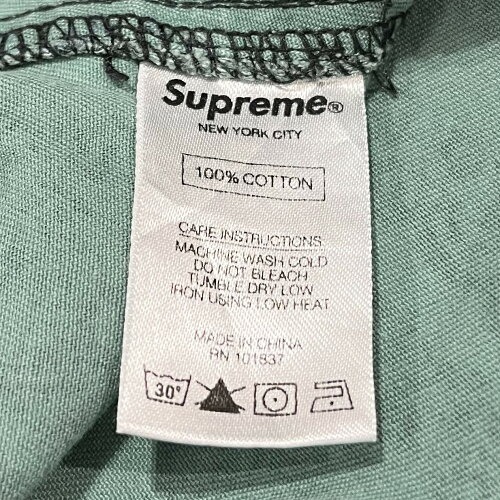 Supreme®
NEW YORK CITY
100% COTTON
CARE INSTRUCTIONS
MACHINE WASH COLD
DO NOT BLEACH
TUMBLE DRY LOW
IRON USING LOW HEAT
MADE IN CHINA
RN 101837
30°